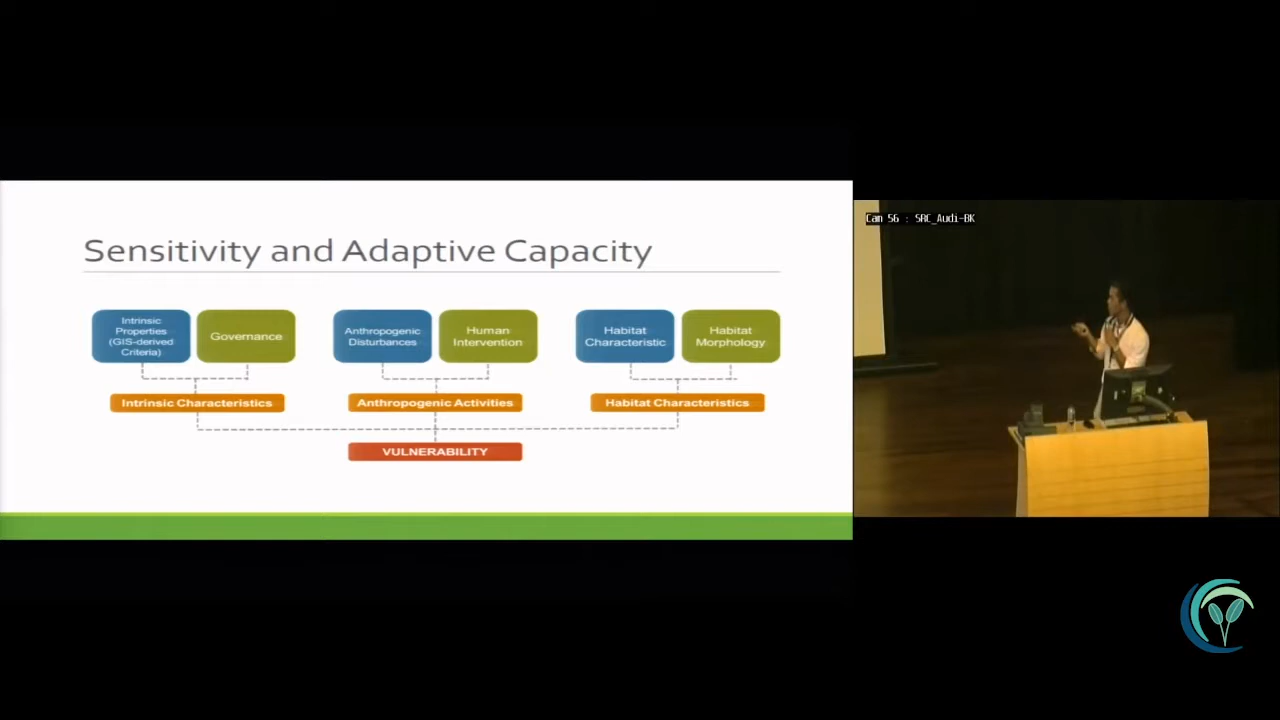 Sensitivity and Adaptive Capacity
Intrinsic
Properties
(GIS-derived
Criteria)
Governance
Anthropogenic
Disturbances
Human
Intervention
Habitat
Characteristic
Habitat
Morphology
Intrinsic Characteristics
Anthropogenic Activities
Habitat Characteristics
VULNERABILITY
Cam 56 : SRC_Audi-BK